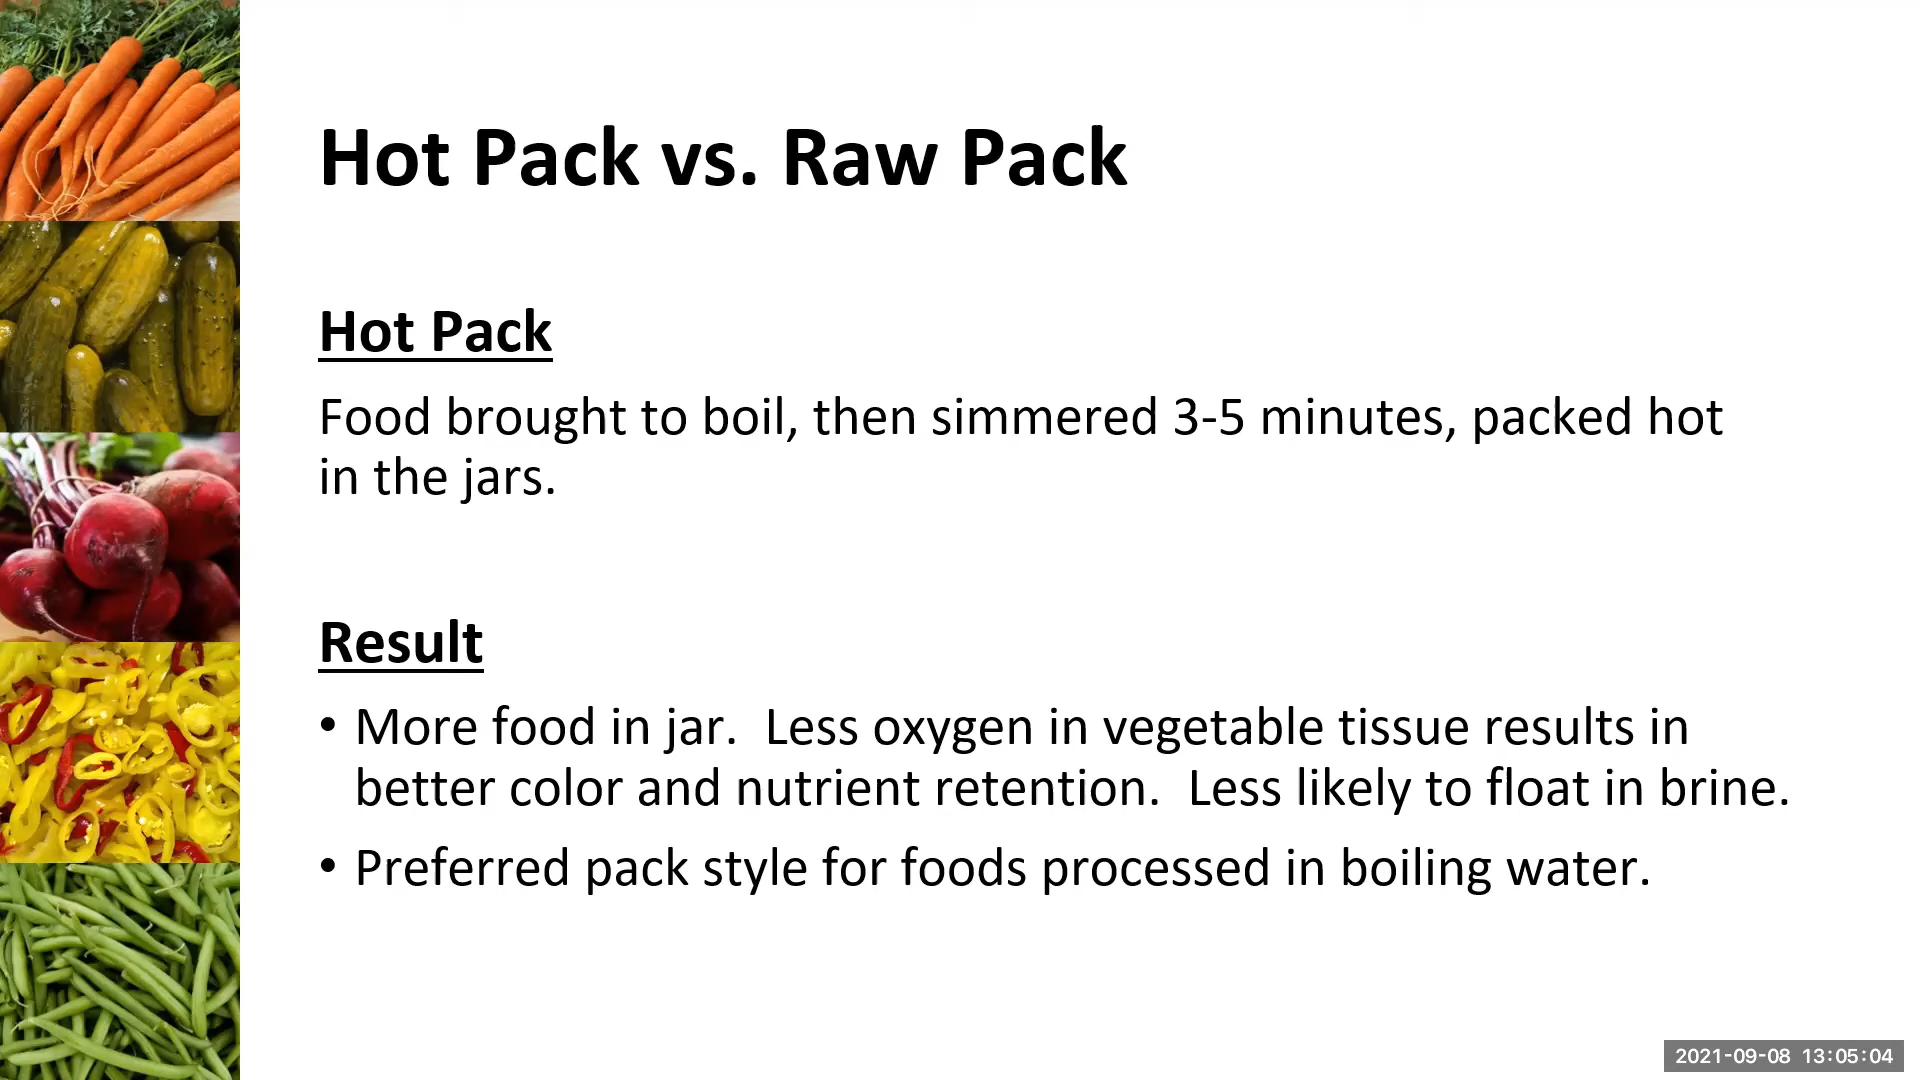 Hot Pack vs. Raw Pack
Hot Pack
Food brought to boil, then simmered 3-5 minutes, packed hot
in the jars.
Result
• More food in jar.  Less oxygen in vegetable tissue results in
better color and nutrient retention.  Less likely to float in brine.
• Preferred pack style for foods processed in boiling water.
2021-09-08 13:05:04